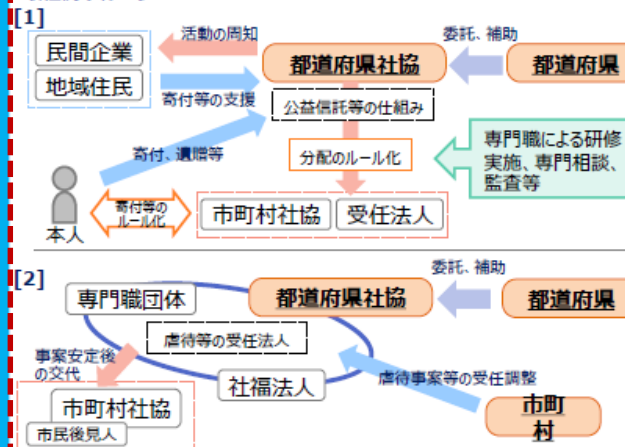 [1]
民間企業
地域住民
活動の周知
寄付等の支援
都道府県社協
委託、補助
都道府県
公益信託等の仕組み
寄付、遺贈等
分配のルール化
専門職による研修
実施、専門相談、
監査等
本人
寄付等の
ルール化
市町村社協
受任法人
[2]
専門職団体
都道府県社協
委託、補助
都道府県
虐待等の受任法人
事案安定後
の交代
社福法人
虐待事案等の受任調整
市町村社協
市民後見人
市町
村